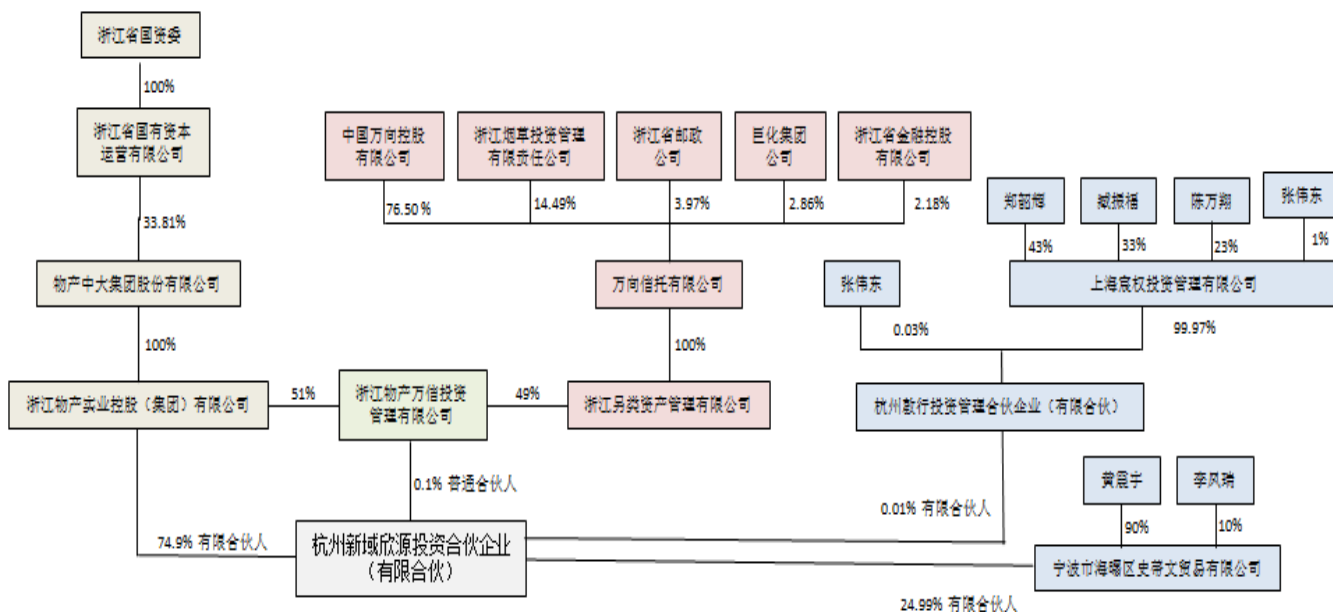 浙江省国资委
100%
浙江省国有资本
运营有限公司
33.81%
物产中大集团股份有限公司
100%
浙江物产实业控股（集团）有限公司
51%
浙江物产万信投资
管理有限公司
49%
浙江另类资产管理有限公司
中国万向控股
有限公司
浙江烟草投资管理
有限责任公司
浙江省邮政
公司
巨化集团
公司
浙江省金融控股
有限公司
76.50 %
14.49%
3.97%
2.86%
2.18%
万向信托有限公司
100%
郑韶辉
臧振福
陈万翔
张伟东
43%
33%
23%
1%
上海宸权投资管理有限公司
张伟东
0.03%
99.97%
杭州敦行投资管理合伙企业（有限合伙）
0.1% 普通合伙人
0.01% 有限合伙人
74.9% 有限合伙人
杭州新域欣源投资合伙企业
（有限合伙）
黄震宇
李风瑞
90%
10%
宁波市海曙区史蒂文贸易有限公司
24.99% 有限合伙人